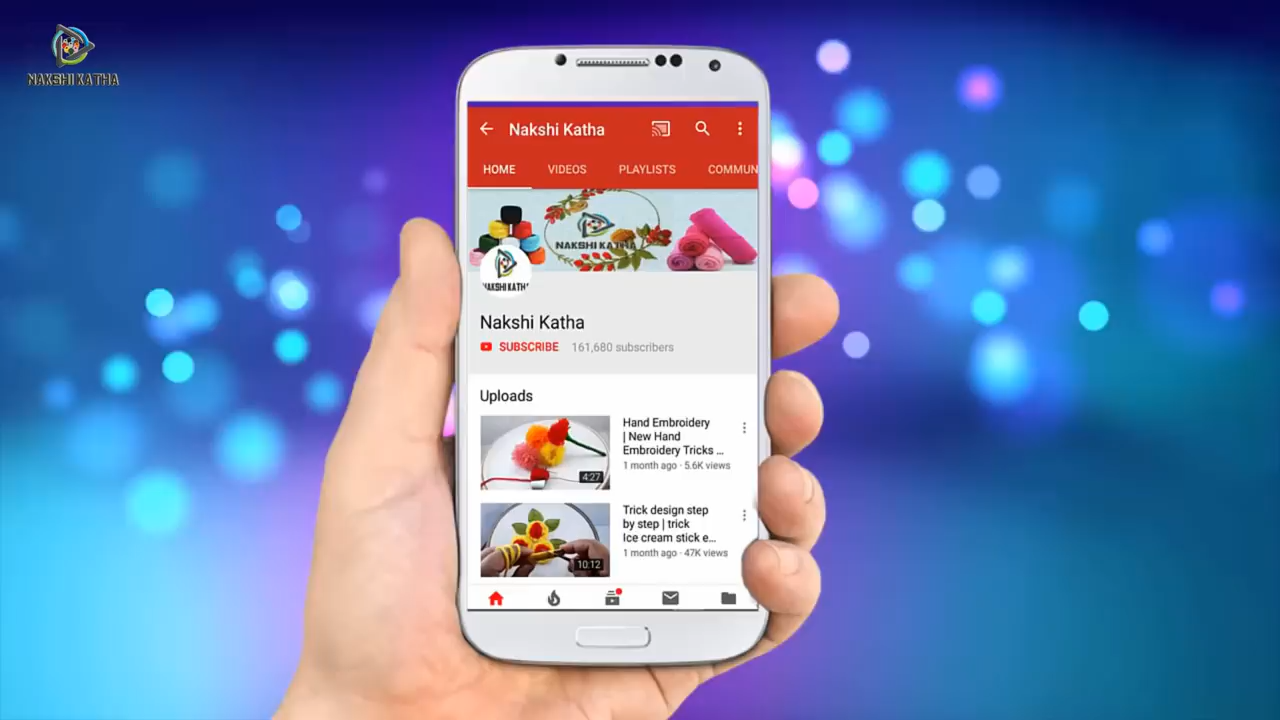 NAKSHI KATHA
Nakshi Katha
HOME VIDEOS PLAYLISTS COMMUN
NAKSHI KATHA
NAKSHI KATHA
Nakshi Katha
SUBSCRIBE 161,680 subscribers
Uploads
Hand Embroidery
| New Hand
Embroidery Tricks ...
1 month ago · 5.6K views
4:27
Trick design step
by step | trick
Ice cream stick e...
1 month ago · 47K views
10:12